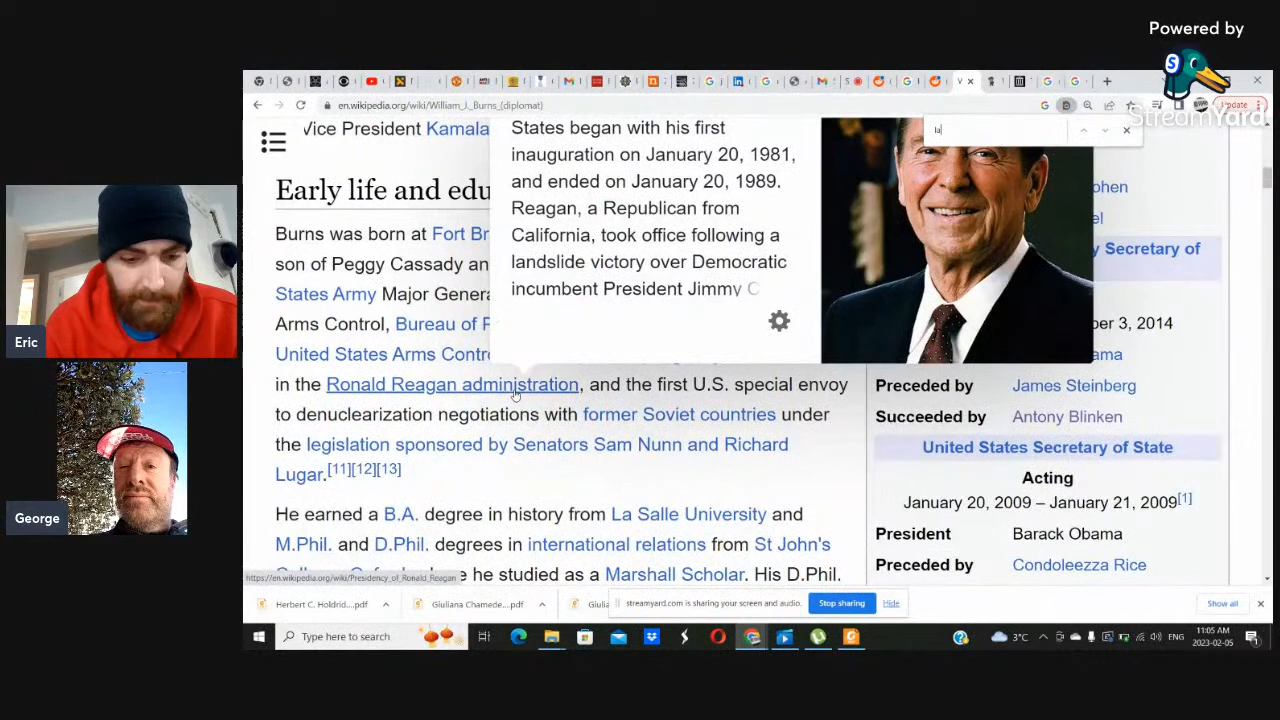 Powered by
StreamYard
en.wikipedia.org/wiki/William_J._Burns_(diplomat)
Update
la
Vice President Kamala
States began with his first
inauguration on January 20, 1981,
and ended on January 20, 1989.
Reagan, a Republican from
California, took office following a
landslide victory over Democratic
incumbent President Jimmy C
Early life and edu
Burns was born at Fort Br
son of Peggy Cassady an
States Army Major Genera
Arms Control, Bureau of P
United States Arms Contro
in the Ronald Reagan administration, and the first U.S. special envoy
to denuclearization negotiations with former Soviet countries under
the legislation sponsored by Senators Sam Nunn and Richard
Lugar.[11][12][13]
He earned a B.A. degree in history from La Salle University and
M.Phil. and D.Phil. degrees in international relations from St John's
e he studied as a Marshall Scholar. His D.Phil.
https://en.wikipedia.org/wiki/Presidency_of_Ronald_Reagan
ohen
el
y Secretary of
er 3, 2014
ama
Preceded by James Steinberg
Succeeded by Antony Blinken
United States Secretary of State
Acting
January 20, 2009 – January 21, 2009[1]
President Barack Obama
Preceded by Condoleezza Rice
Eric
George
Herbert C. Holdrid....pdf
Giuliana Chamede....pdf
Giulia
streamyard.com is sharing your screen and audio.
Stop sharing
Hide
Show all
Type here to search
3°C
ENG
11:05 AM
2023-02-05